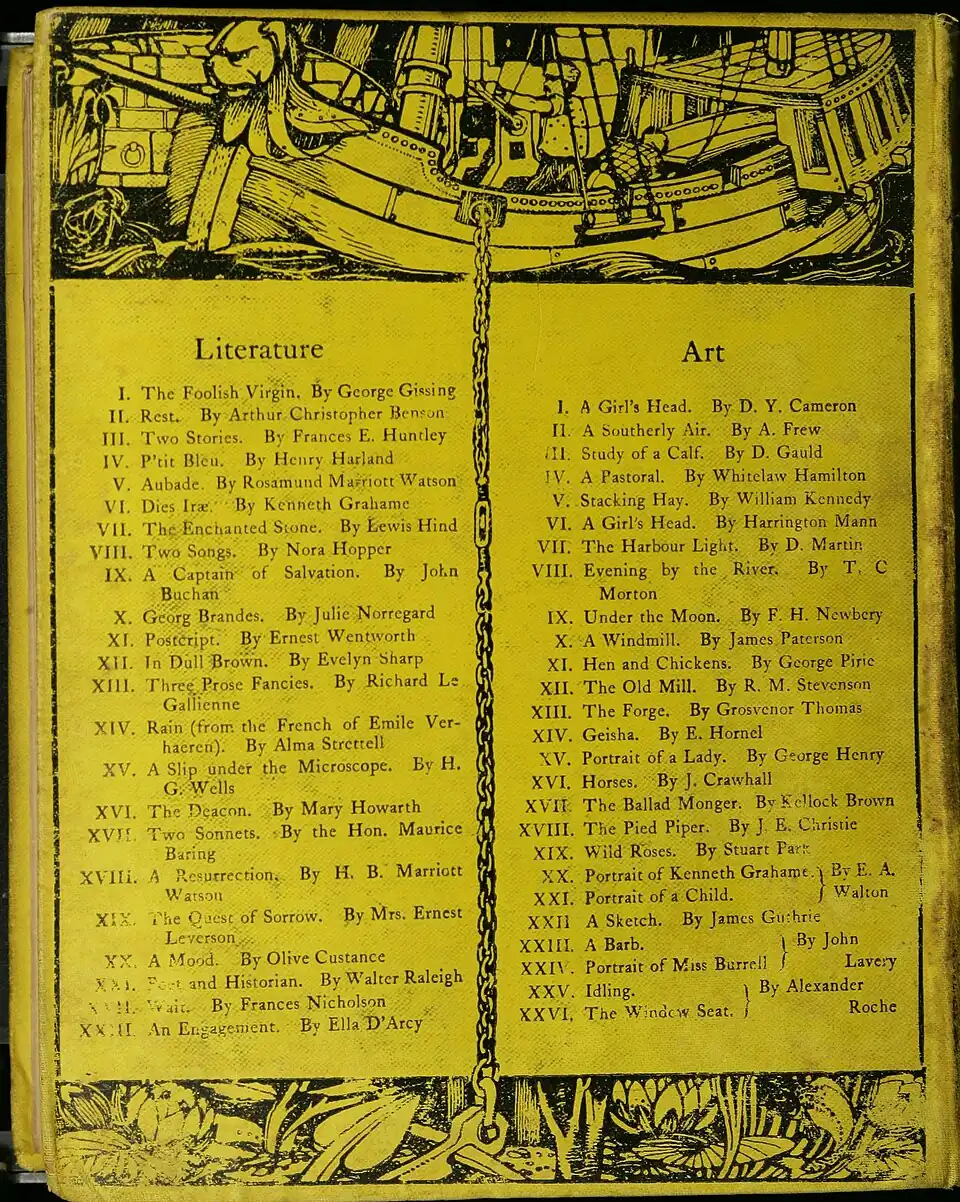 Literature
I. The Foolish Virgin. By George Gissing
II. Rest. By Arthur Christopher Benson
III. Two Stories. By Frances E. Huntley
IV. P'tit Bleu. By Henry Harland
V. Aubade. By Rosamund Marriott Watson
VI. Dies Iræ. By Kenneth Grahame
VII. The Enchanted Stone. By Lewis Hind
VIII. Two Songs. By Nora Hopper
IX. A Captain of Salvation. By John
Buchan
X. Georg Brandes. By Julie Norregard
XI. Postcript. By Ernest Wentworth
XII. In Dull Brown. By Evelyn Sharp
XIII. Three Prose Fancies. By Richard Le
Gallienne
XIV. Rain (from the French of Emile Ver-
haeren). By Alma Strettell
XV. A Slip under the Microscope. By H.
G. Wells
XVI. The Deacon. By Mary Howarth
XVII. Two Sonnets. By the Hon. Maurice
Baring
XVIII. A Resurrection. By H. B. Marriott
Watson
XIX. The Quest of Sorrow. By Mrs. Ernest
Leverson
XX. A Mood. By Olive Custance
XXI. Poet and Historian. By Walter Raleigh
XXII. Wait. By Frances Nicholson
XXIII. An Engagement. By Ella D'Arcy
Art
I. A Girl's Head. By D. Y. Cameron
II. A Southerly Air. By A. Frew
III. Study of a Calf. By D. Gauld
IV. A Pastoral. By Whitelaw Hamilton
V. Stacking Hay. By William Kennedy
VI. A Girl's Head. By Harrington Mann
VII. The Harbour Light. By D. Martin
VIII. Evening by the River. By T. C
Morton
IX. Under the Moon. By F. H. Newbery
X. A Windmill. By James Paterson
XI. Hen and Chickens. By George Pirie
XII. The Old Mill. By R. M. Stevenson
XIII. The Forge. By Grosvenor Thomas
XIV. Geisha. By E. Hornel
XV. Portrait of a Lady. By George Henry
XVI. Horses. By J. Crawhall
XVII. The Ballad Monger. By Kellock Brown
XVIII. The Pied Piper. By J. E. Christie
XIX. Wild Roses. By Stuart Park
XX. Portrait of Kenneth Grahame. } By E. A.
XXI. Portrait of a Child. } Walton
XXII A Sketch. By James Guthrie
XXIII. A Barb. } By John
XXIV. Portrait of Miss Burrell } Lavery
XXV. Idling. } By Alexander
XXVI. The Window Seat. } Roche